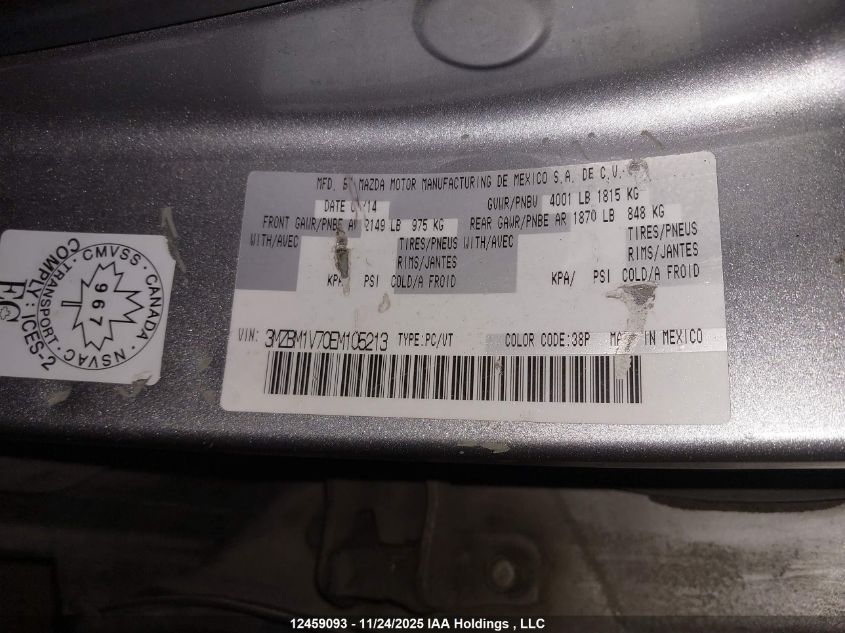 MFD. BY MAZDA MOTOR MANUFACTURING DE MEXICO S.A. DE C.V.
DATE /14 GVWR/PNBV 4001 LB 1815 KG
FRONT GAWR/PNBE AV 2149 LB 975 KG REAR GAWR/PNBE AR 1870 LB 848 KG
WITH/AVEC TIRES/PNEUS WITH/AVEC TIRES/PNEUS
RIMS/JANTES RIMS/JANTES
KPA/ PSI COLD/A FROID KPA/ PSI COLD/A FROID
VIN: 3MZBM1V70EM105213 TYPE:PC/VT COLOR CODE:38P IN MEXICO
CMVSS · CANADA
TRANSPORT · NSVAC
967
COMPLY: ICES-2
12459093 - 11/24/2025 IAA Holdings , LLC